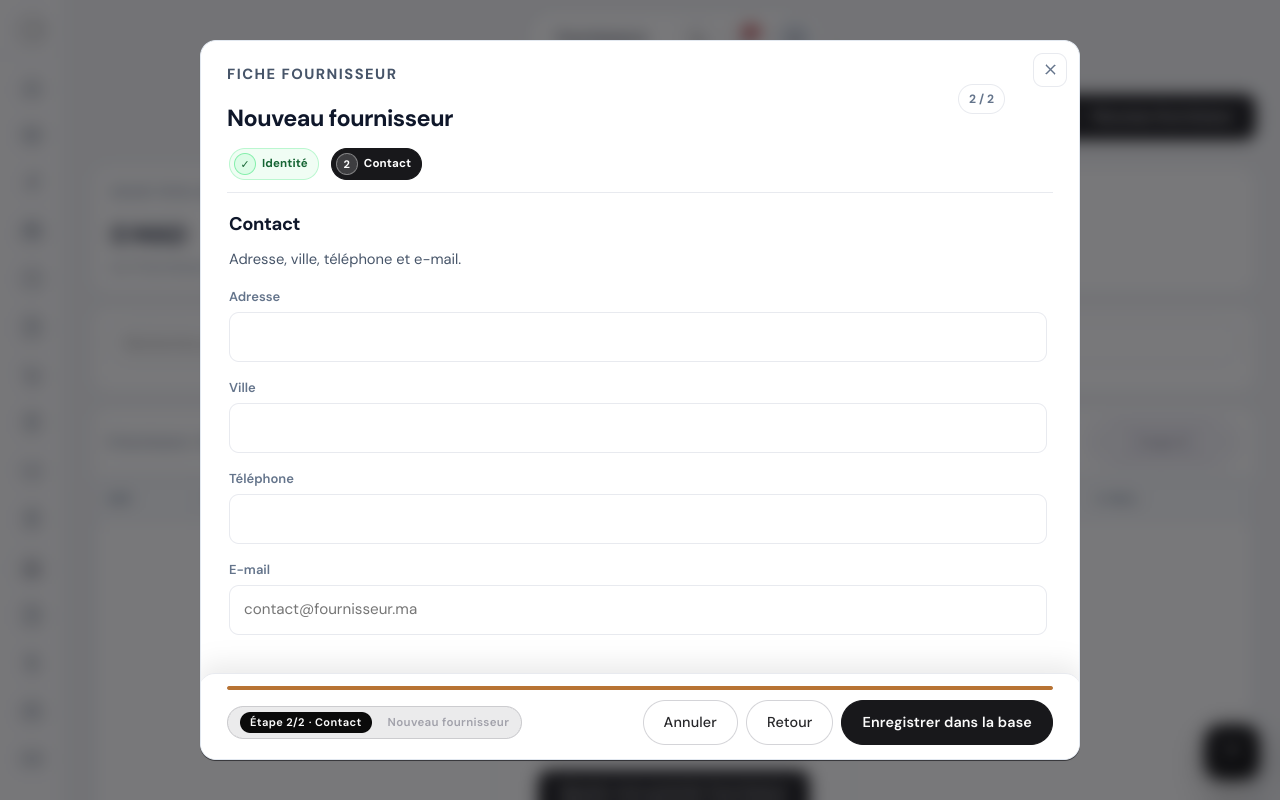 FICHE FOURNISSEUR
2 / 2
Nouveau fournisseur
✓ Identité
2 Contact
Contact
Adresse, ville, téléphone et e-mail.
Adresse
Ville
Téléphone
E-mail
contact@fournisseur.ma
Étape 2/2 · Contact
Nouveau fournisseur
Annuler
Retour
Enregistrer dans la base